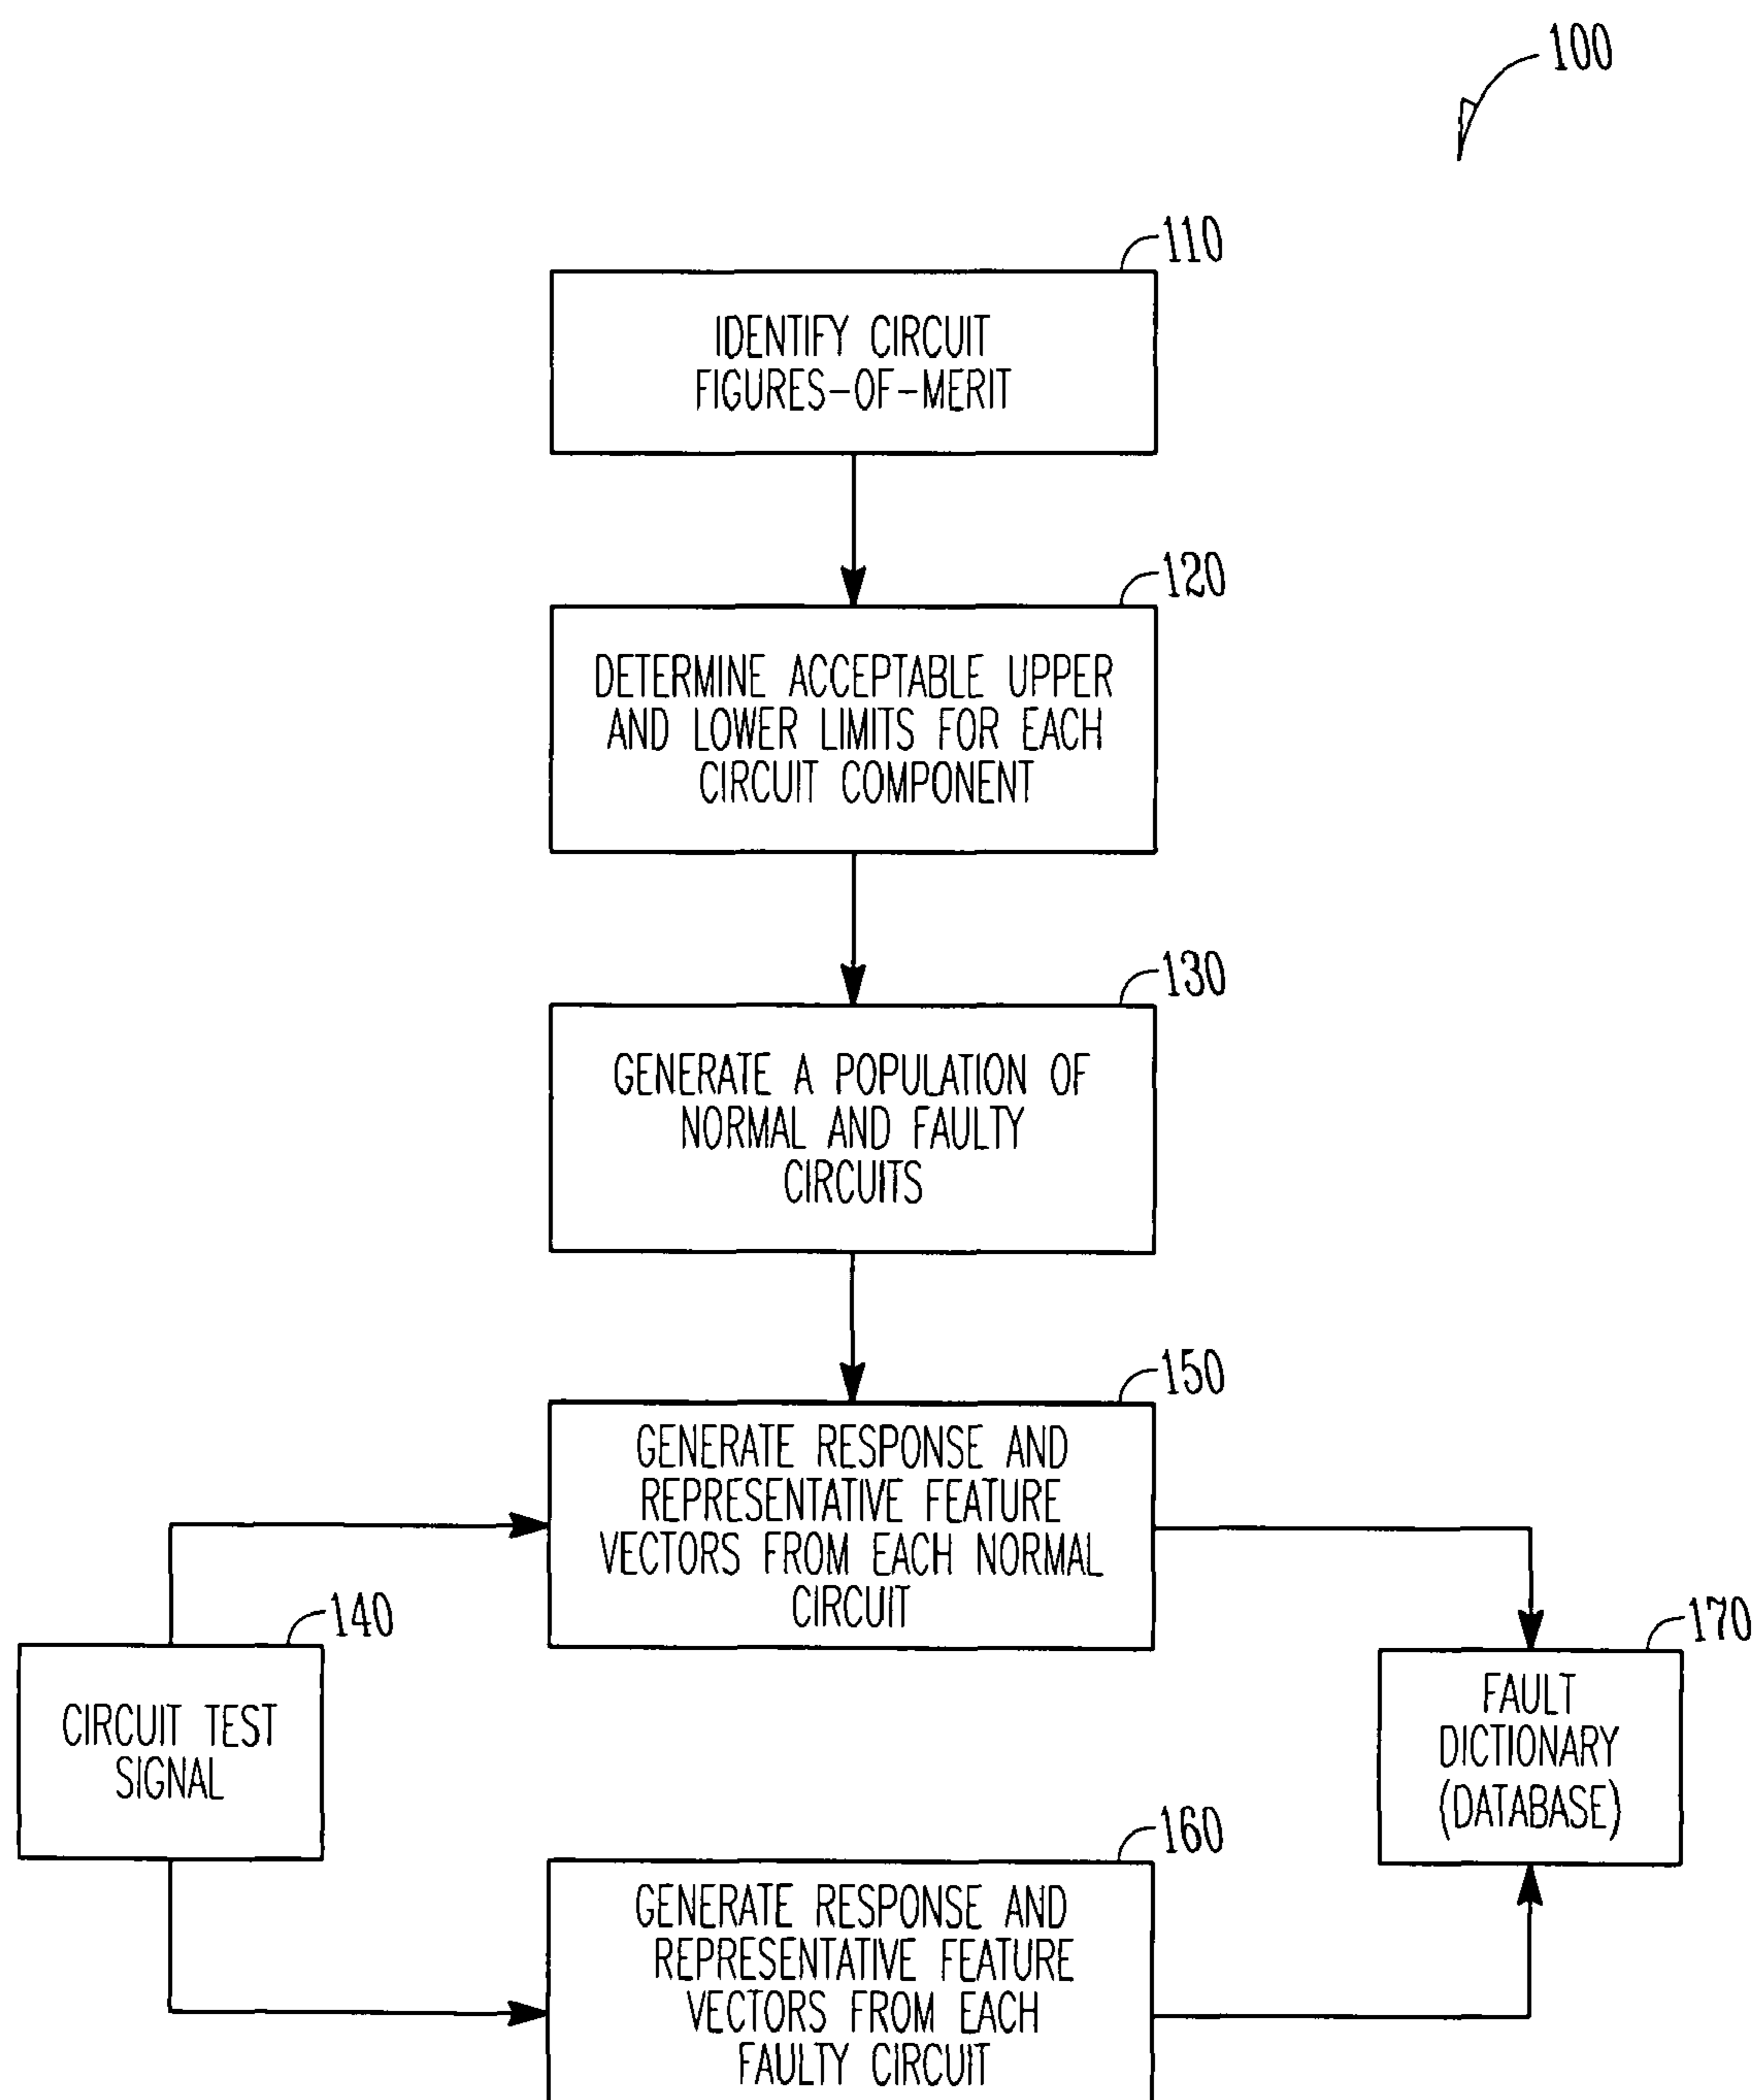 100
110
IDENTIFY CIRCUIT
FIGURES-OF-MERIT
120
DETERMINE ACCEPTABLE UPPER
AND LOWER LIMITS FOR EACH
CIRCUIT COMPONENT
130
GENERATE A POPULATION OF
NORMAL AND FAULTY
CIRCUITS
150
GENERATE RESPONSE AND
REPRESENTATIVE FEATURE
VECTORS FROM EACH NORMAL
CIRCUIT
140
CIRCUIT TEST
SIGNAL
170
FAULT
DICTIONARY
(DATABASE)
160
GENERATE RESPONSE AND
REPRESENTATIVE FEATURE
VECTORS FROM EACH
FAULTY CIRCUIT